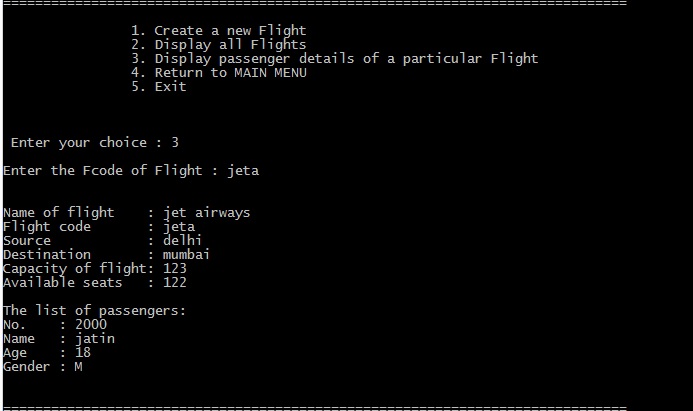 ==============================================================================
1. Create a new Flight
2. Display all Flights
3. Display passenger details of a particular Flight
4. Return to MAIN MENU
5. Exit
Enter your choice : 3
Enter the Fcode of Flight : jeta
Name of flight    : jet airways
Flight code       : jeta
Source            : delhi
Destination       : mumbai
Capacity of flight: 123
Available seats   : 122
The list of passengers:
No.    : 2000
Name   : jatin
Age    : 18
Gender : M
==============================================================================